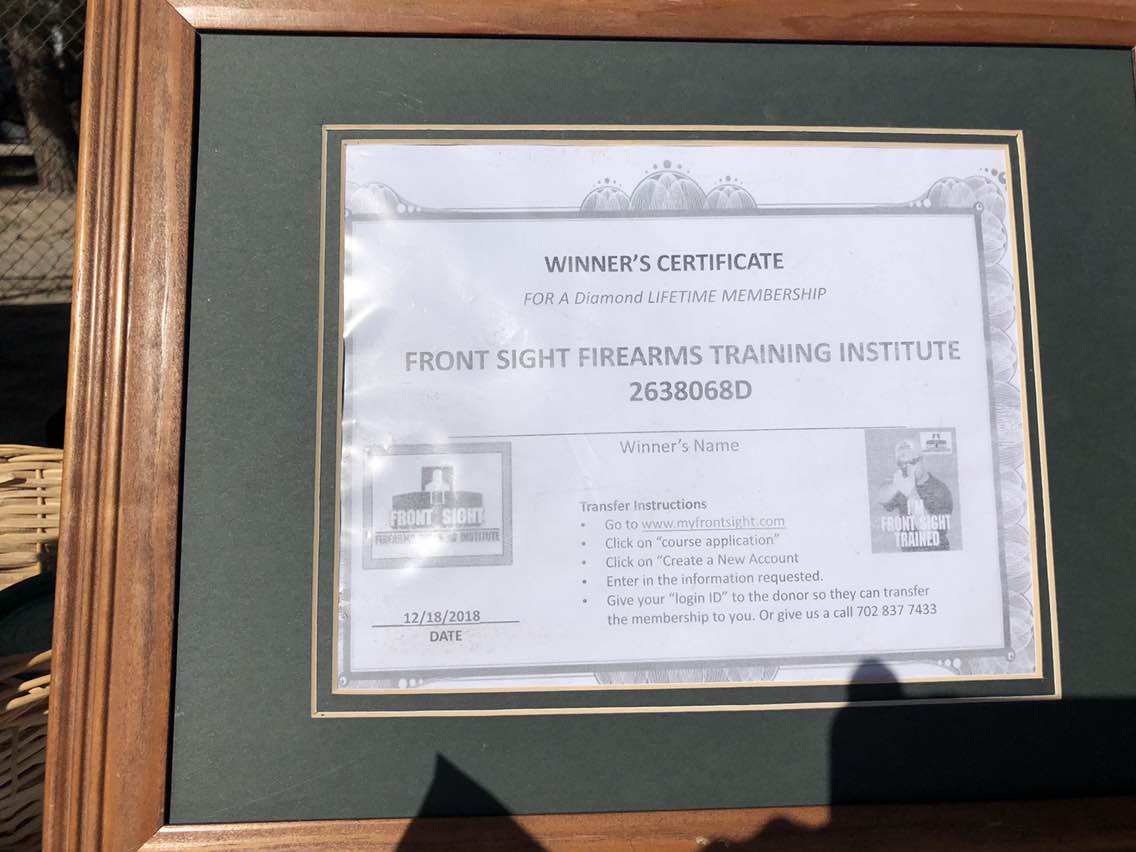 WINNER'S CERTIFICATE
FOR A Diamond LIFETIME MEMBERSHIP
FRONT SIGHT FIREARMS TRAINING INSTITUTE
2638068D
Winner's Name
FRONT SIGHT
FIREARMS TRAINING INSTITUTE
I'M
FRONT SIGHT
TRAINED
Transfer Instructions
• Go to www.myfrontsight.com
• Click on "course application"
• Click on "Create a New Account
• Enter in the information requested.
• Give your "login ID" to the donor so they can transfer
the membership to you. Or give us a call 702 837 7433
12/18/2018
DATE